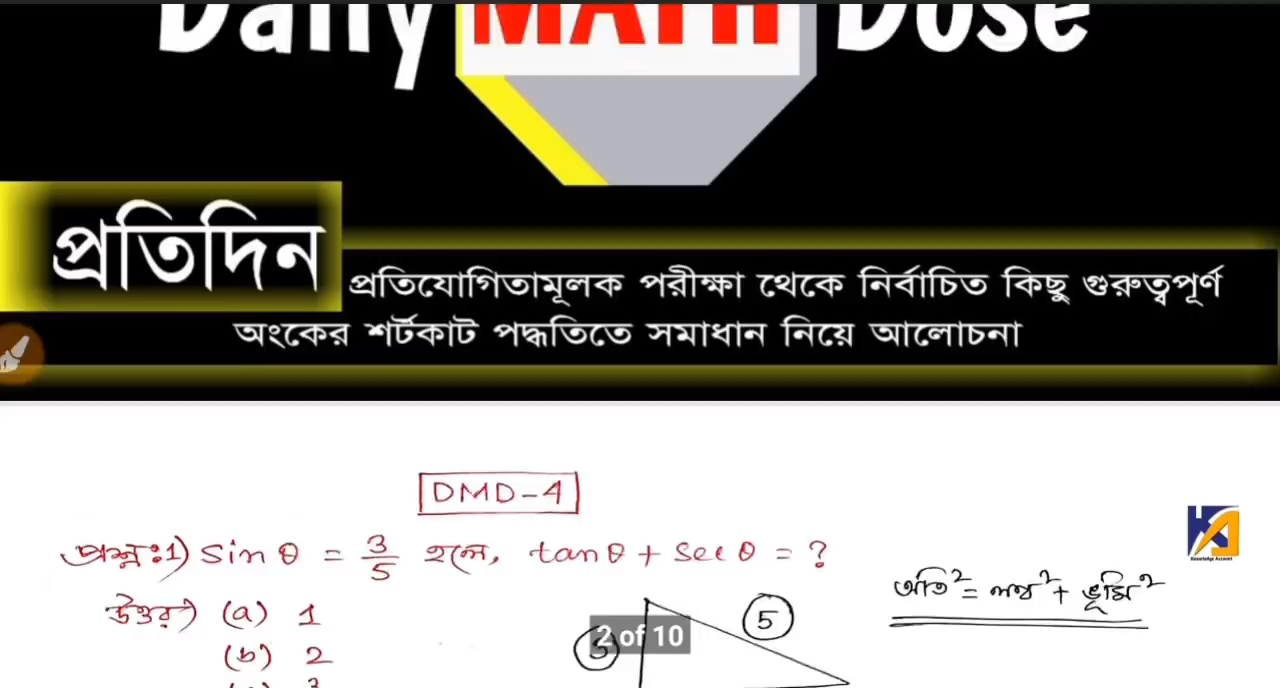 Daily MATH Dose
প্রতিদিন
প্রতিযোগিতামূলক পরীক্ষা থেকে নির্বাচিত কিছু গুরুত্বপূর্ণ
অংকের শর্টকাট পদ্ধতিতে সমাধান নিয়ে আলোচনা
DMD-4
প্রশ্নঃ1) sin θ = 3/5 হলে, tan θ + sec θ = ?
অতি² = লম্ব² + ভূমি²
উত্তর) (a) 1
(b) 2
5
2 of 10
Knowledge Account